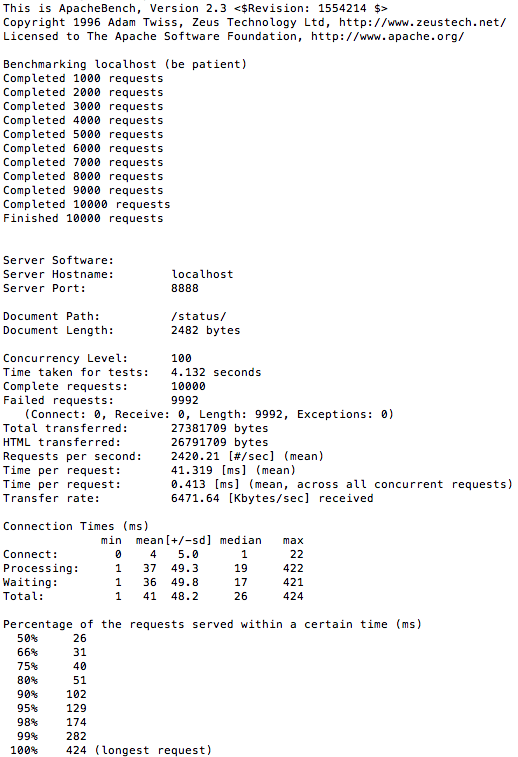 This is ApacheBench, Version 2.3 <$Revision: 1554214 $>
Copyright 1996 Adam Twiss, Zeus Technology Ltd, http://www.zeustech.net/
Licensed to The Apache Software Foundation, http://www.apache.org/

Benchmarking localhost (be patient)
Completed 1000 requests
Completed 2000 requests
Completed 3000 requests
Completed 4000 requests
Completed 5000 requests
Completed 6000 requests
Completed 7000 requests
Completed 8000 requests
Completed 9000 requests
Completed 10000 requests
Finished 10000 requests


Server Software:
Server Hostname:        localhost
Server Port:            8888

Document Path:          /status/
Document Length:        2482 bytes

Concurrency Level:      100
Time taken for tests:   4.132 seconds
Complete requests:      10000
Failed requests:        9992
   (Connect: 0, Receive: 0, Length: 9992, Exceptions: 0)
Total transferred:      27381709 bytes
HTML transferred:       26791709 bytes
Requests per second:    2420.21 [#/sec] (mean)
Time per request:       41.319 [ms] (mean)
Time per request:       0.413 [ms] (mean, across all concurrent requests)
Transfer rate:          6471.64 [Kbytes/sec] received

Connection Times (ms)
              min  mean[+/-sd] median   max
Connect:        0    4   5.0      1      22
Processing:     1   37  49.3     19     422
Waiting:        1   36  49.8     17     421
Total:          1   41  48.2     26     424

Percentage of the requests served within a certain time (ms)
  50%     26
  66%     31
  75%     40
  80%     51
  90%    102
  95%    129
  98%    174
  99%    282
 100%    424 (longest request)